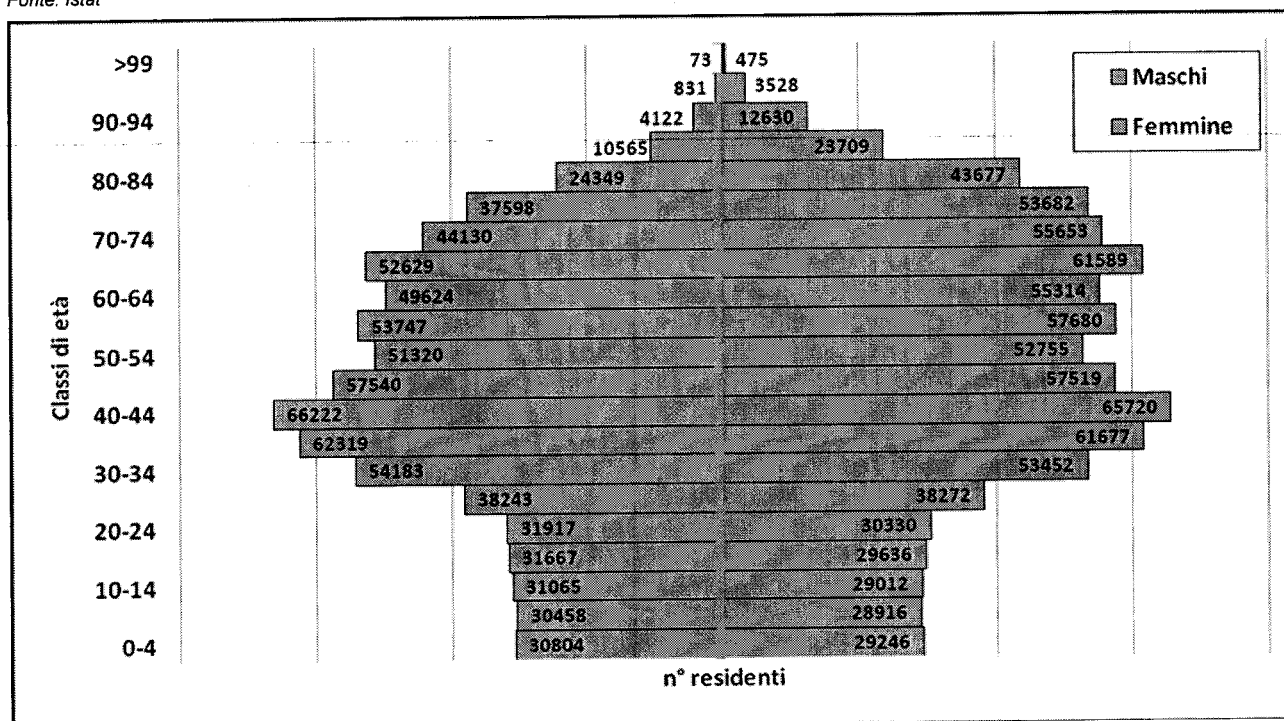 Fonte: Istat
>99 73 475
831 3528
90-94 4122 12630
10565 23709
80-84 24349 43677
37598 53682
70-74 44130 55653
52629 61589
60-64 49624 55314
53747 57680
50-54 51320 52755
57540 57519
40-44 66222 65720
62319 61677
30-34 54183 53452
38243 38272
20-24 31917 30330
31667 29636
10-14 31065 29012
30458 28916
0-4 30804 29246
Classi di età
n° residenti
Maschi
Femmine